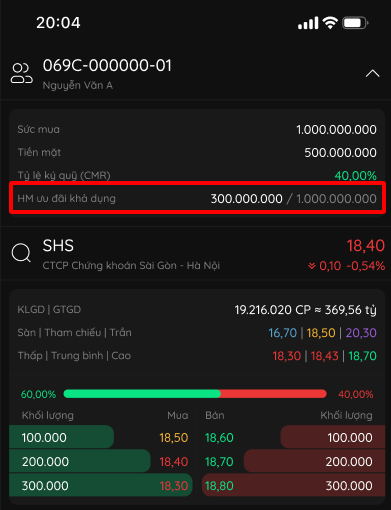 20:04
069C-000000-01
Nguyễn Văn A
Sức mua 1.000.000.000
Tiền mặt 500.000.000
Tỷ lệ ký quỹ (CMR) 40,00%
HM ưu đãi khả dụng 300.000.000 / 1.000.000.000
SHS 18,40
CTCP Chứng khoán Sài Gòn - Hà Nội 0,10 -0,54%
KLGD | GTGD 19.216.020 CP ≈ 369,56 tỷ
Sàn | Tham chiếu | Trần 16,70 | 18,50 | 20,30
Thấp | Trung bình | Cao 18,30 | 18,43 | 18,70
60,00% 40,00%
Khối lượng Mua Bán Khối lượng
100.000 18,50 18,60 100.000
200.000 18,40 18,70 200.000
300.000 18,30 18,80 300.000